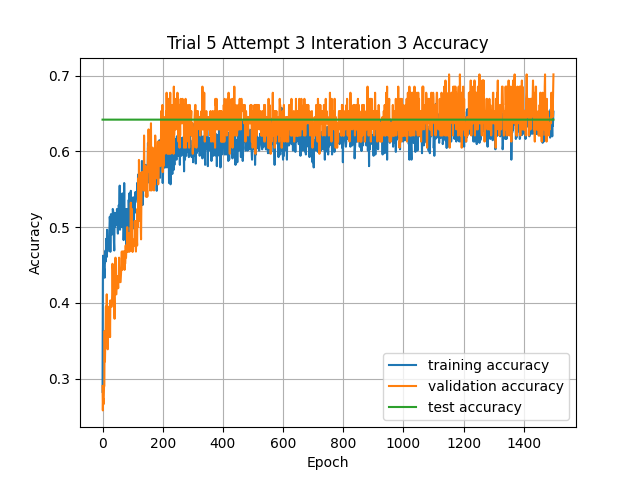 Trial 5 Attempt 3 Interation 3 Accuracy
0.7
0.6
0.5
0.4
0.3
Accuracy
0 200 400 600 800 1000 1200 1400
Epoch
training accuracy
validation accuracy
test accuracy